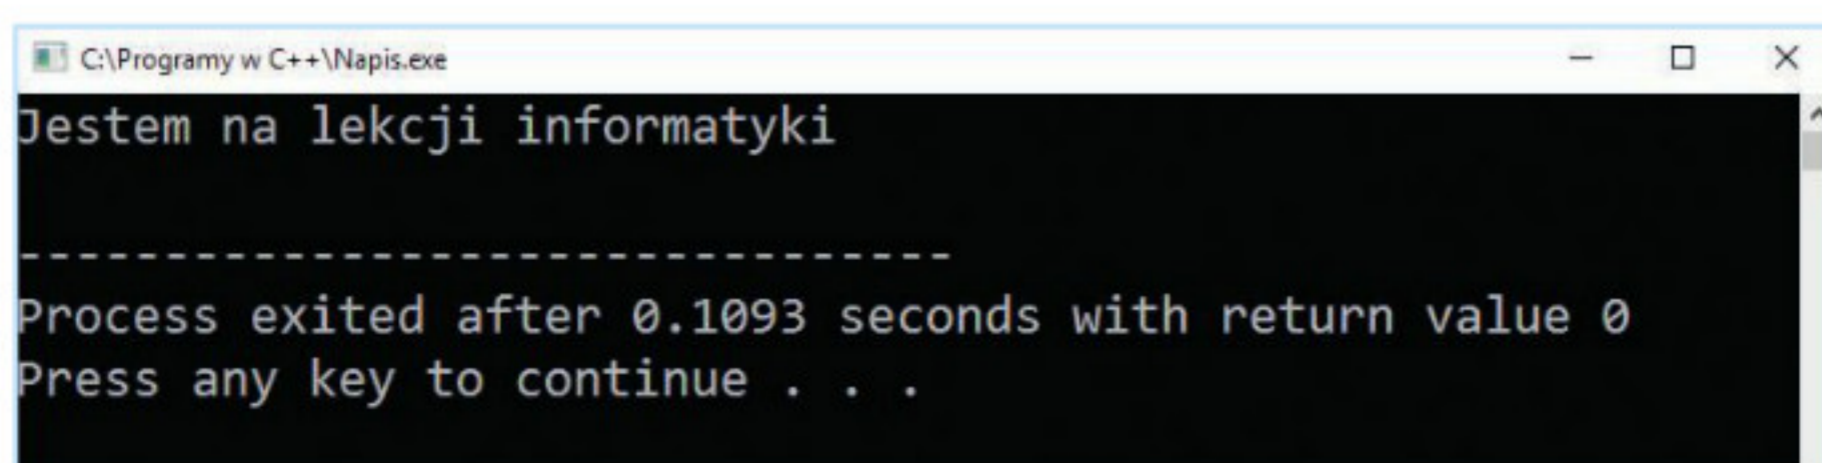 C:\Programy w C++\Napis.exe
Jestem na lekcji informatyki
--------------------------------
Process exited after 0.1093 seconds with return value 0
Press any key to continue . . .